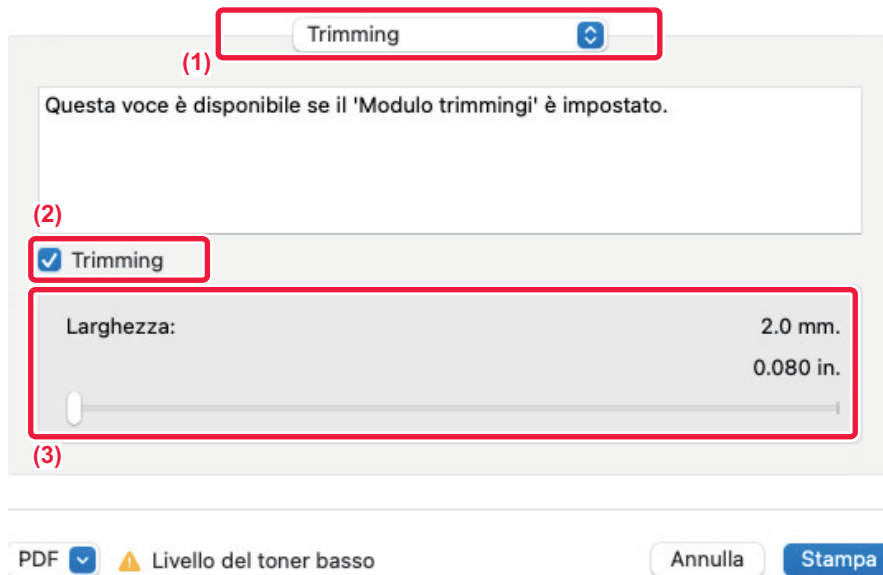 Trimming
(1)
Questa voce è disponibile se il 'Modulo trimmingi' è impostato.
(2)
Trimming
Larghezza: 2.0 mm.
0.080 in.
(3)
PDF Livello del toner basso Annulla Stampa